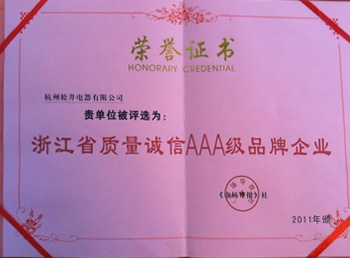 荣誉证书
HONORARY CREDENTIAL
杭州松井电器有限公司
贵单位被评选为：
浙江省质量诚信AAA级品牌企业
报》社
2011年颁